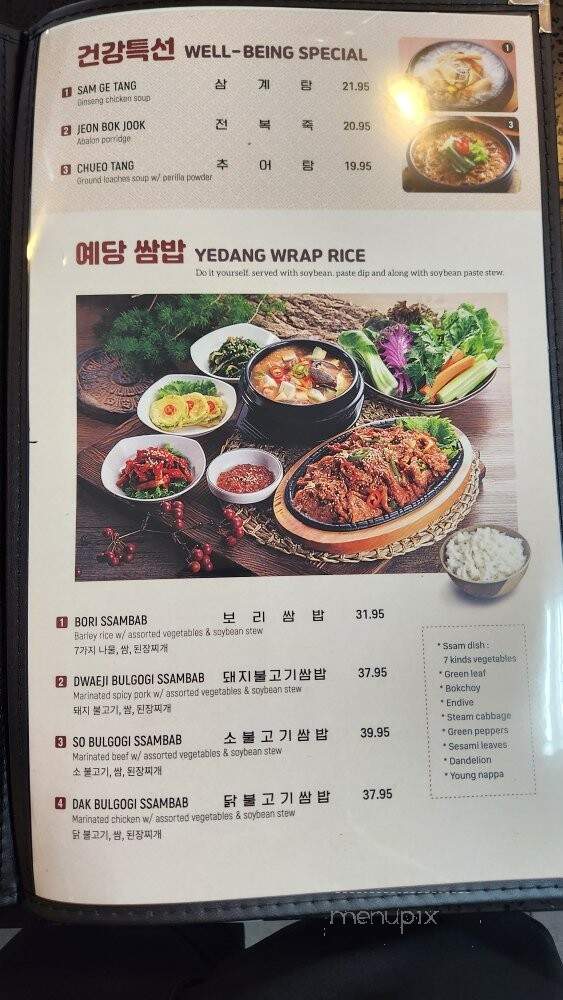 건강특선 WELL-BEING SPECIAL
1 SAM GE TANG 삼 계 탕 21.95
Ginseng chicken soup
2 JEON BOK JOOK 전 복 죽 20.95
Abalon porridge
3 CHUEO TANG 추 어 탕 19.95
Ground loaches soup w/ perilla powder
1
3
예당 쌈밥 YEDANG WRAP RICE
Do it yourself. served with soybean. paste dip and along with soybean paste stew.
1 BORI SSAMBAB 보 리 쌈 밥 31.95
Barley rice w/ assorted vegetables & soybean stew
7가지 나물, 쌈, 된장찌개
2 DWAEJI BULGOGI SSAMBAB 돼지불고기쌈밥 37.95
Marinated spicy pork w/ assorted vegetables & soybean stew
돼지 불고기, 쌈, 된장찌개
3 SO BULGOGI SSAMBAB 소불고기쌈밥 39.95
Marinated beef w/ assorted vegetables & soybean stew
소 불고기, 쌈, 된장찌개
4 DAK BULGOGI SSAMBAB 닭불고기쌈밥 37.95
Marinated chicken w/ assorted vegetables & soybean stew
닭 불고기, 쌈, 된장찌개
* Ssam dish :
7 kinds vegetables
* Green leaf
* Bokchoy
* Endive
* Steam cabbage
* Green peppers
* Sesami leaves
* Dandelion
* Young nappa
menupix